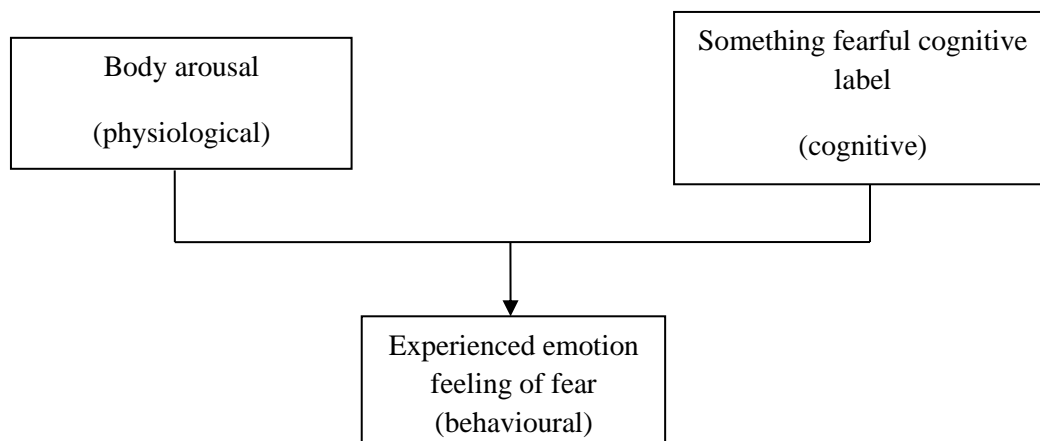 Body arousal
(physiological)
Something fearful cognitive
label
(cognitive)
Experienced emotion
feeling of fear
(behavioural)